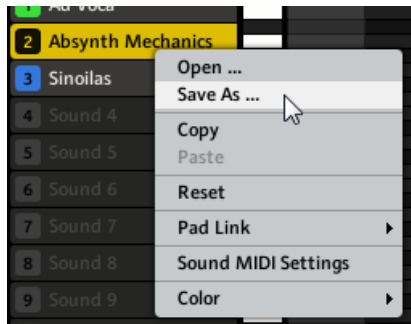 1 Ad Voca
2 Absynth Mechanics
Open ...
3 Sinoilas
Save As ...
4 Sound 4
Copy
5 Sound 5
Paste
6 Sound 6
Reset
7 Sound 7
Pad Link
8 Sound 8
Sound MIDI Settings
9 Sound 9
Color